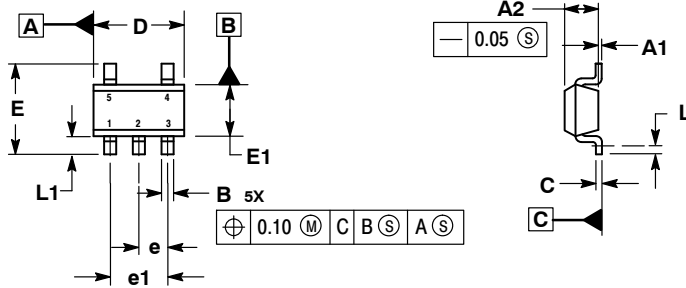 A
D
B
A2
— 0.05 Ⓢ
A1
E
5 4
1 2 3
E1
L
L1
B 5X
C
⌖ 0.10 Ⓜ C B Ⓢ A Ⓢ
C
e
e1